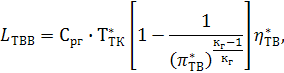 L_ТВВ = C_рг · T*_ТК [1 − 1 / (π*_ТВ)^((к_г−1)/к_г)] η*_ТВ,